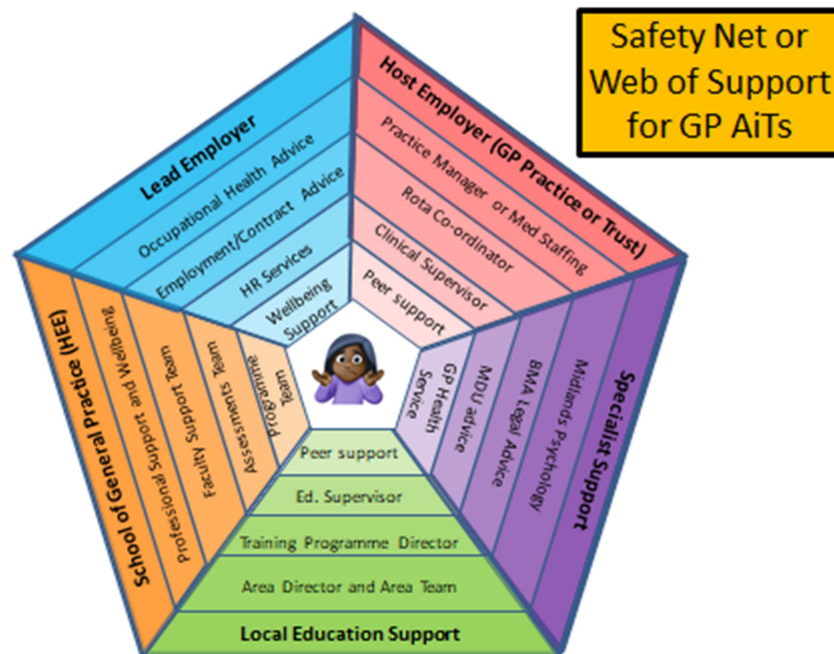 Safety Net or
Web of Support
for GP AiTs
Lead Employer
Occupational Health Advice
Employment/Contract Advice
HR Services
Wellbeing
Support
Host Employer (GP Practice or Trust)
Practice Manager or Med Staffing
Rota Co-ordinator
Clinical Supervisor
Peer support
Specialist Support
Midlands Psychology
BMA Legal Advice
MDU advice
GP Health
Service
Local Education Support
Area Director and Area Team
Training Programme Director
Ed. Supervisor
Peer support
School of General Practice (HEE)
Professional Support and Wellbeing
Faculty Support Team
Assessments Team
Programme
Team